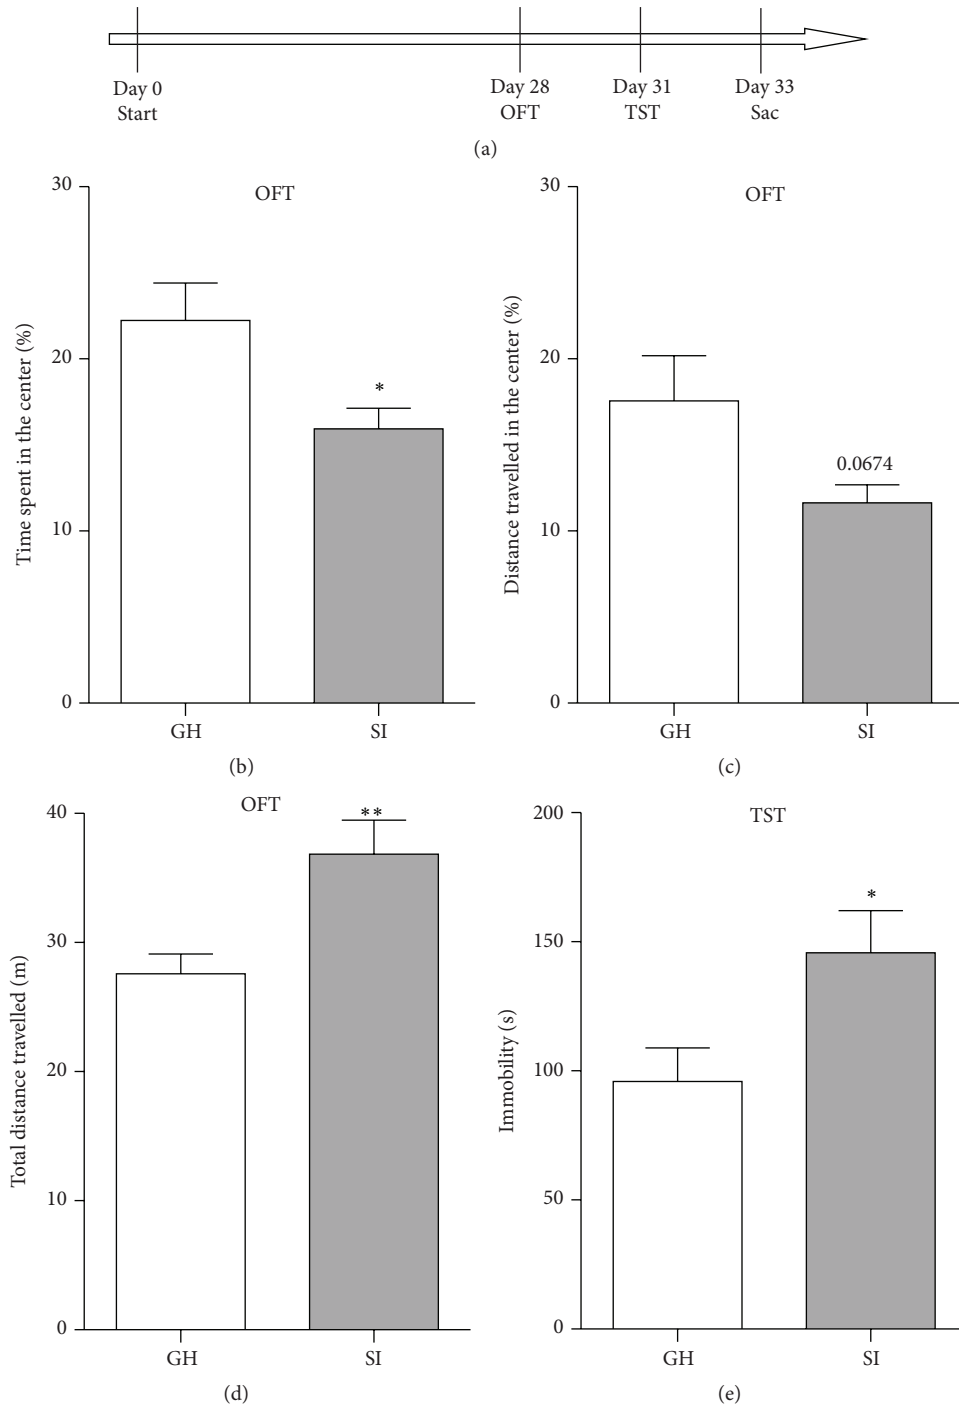 Day 0
Start
Day 28
OFT
Day 31
TST
Day 33
Sac
(a)
OFT
Time spent in the center (%)
30
20
10
0
*
GH
SI
(b)
OFT
Distance travelled in the center (%)
30
20
10
0
0.0674
GH
SI
(c)
OFT
Total distance travelled (m)
40
30
20
10
0
**
GH
SI
(d)
TST
Immobility (s)
200
150
100
50
0
*
GH
SI
(e)